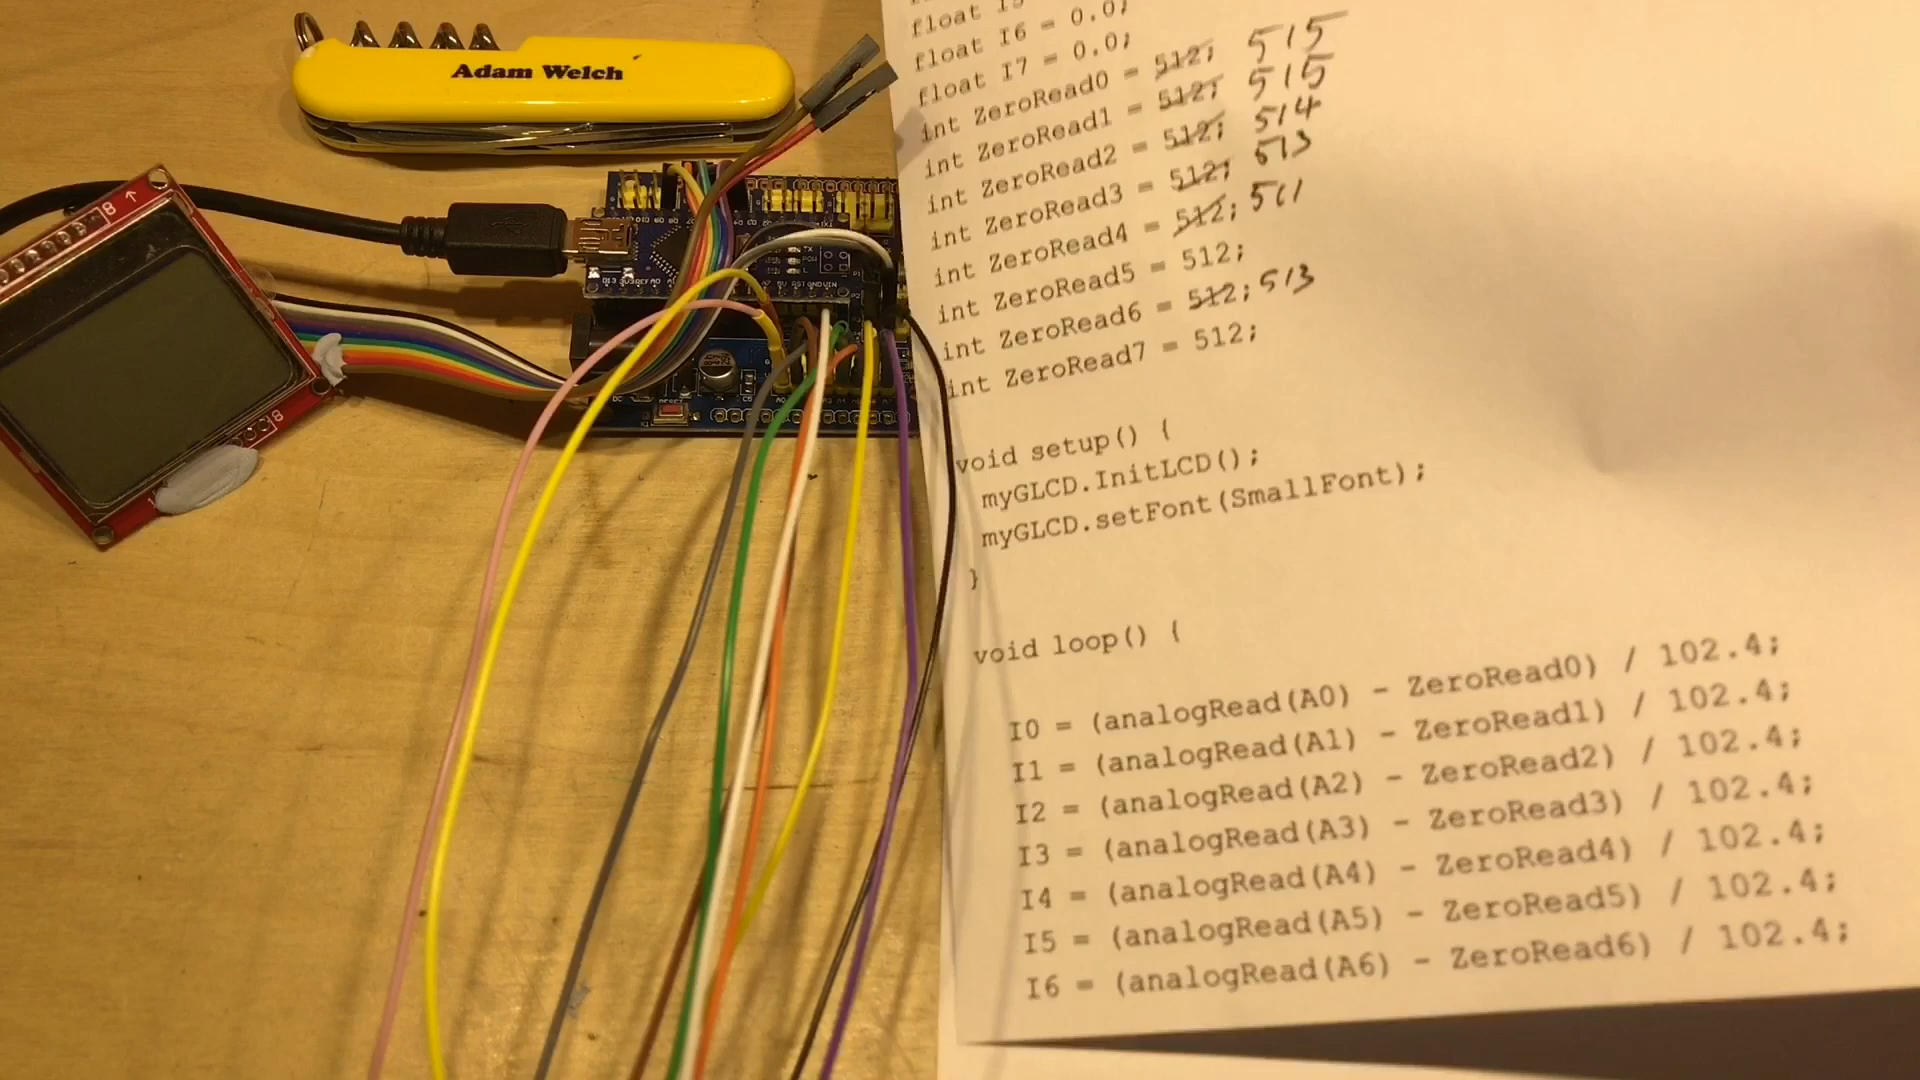 Adam Welch
float I5
float I6 = 0.0;
float I7 = 0.0;
int ZeroRead0 = 512; 515
int ZeroRead1 = 512; 515
int ZeroRead2 = 512; 514
int ZeroRead3 = 512; 513
int ZeroRead4 = 512; 511
int ZeroRead5 = 512;
int ZeroRead6 = 512; 513
int ZeroRead7 = 512;
void setup() {
myGLCD.InitLCD();
myGLCD.setFont(SmallFont);
}
void loop() {
I0 = (analogRead(A0) - ZeroRead0) / 102.4;
I1 = (analogRead(A1) - ZeroRead1) / 102.4;
I2 = (analogRead(A2) - ZeroRead2) / 102.4;
I3 = (analogRead(A3) - ZeroRead3) / 102.4;
I4 = (analogRead(A4) - ZeroRead4) / 102.4;
I5 = (analogRead(A5) - ZeroRead5) / 102.4;
I6 = (analogRead(A6) - ZeroRead6) / 102.4;